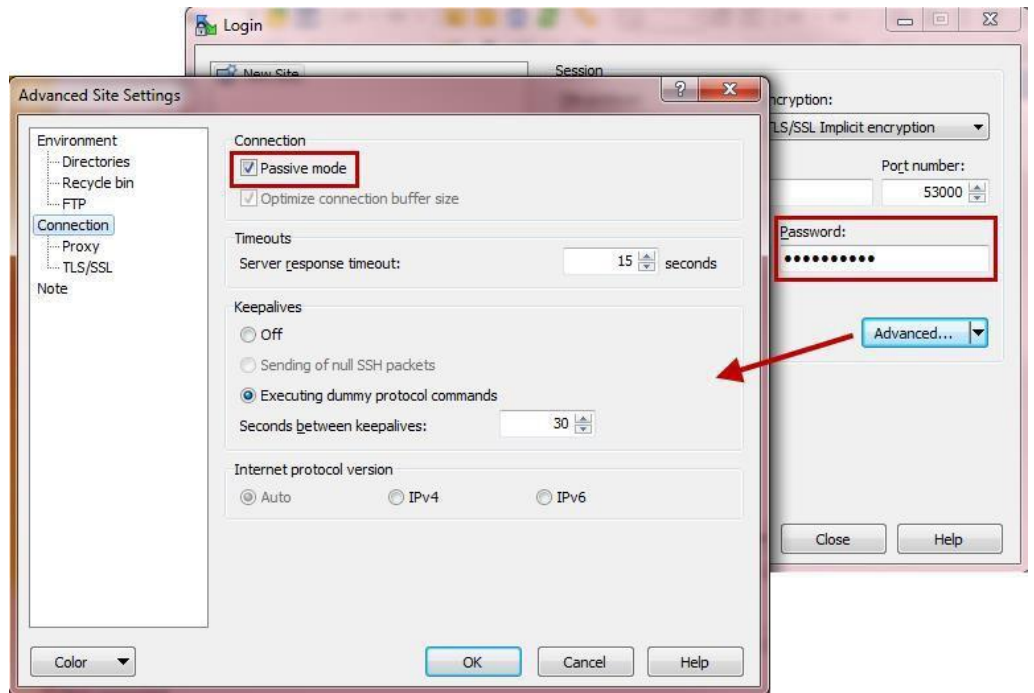 Login
New Site
Session
ncryption:
TLS/SSL Implicit encryption
Port number:
53000
Password:
••••••••••
Advanced...
Close
Help
Advanced Site Settings
Environment
Directories
Recycle bin
FTP
Connection
Proxy
TLS/SSL
Note
Connection
Passive mode
Optimize connection buffer size
Timeouts
Server response timeout:
15
seconds
Keepalives
Off
Sending of null SSH packets
Executing dummy protocol commands
Seconds between keepalives:
30
Internet protocol version
Auto
IPv4
IPv6
Color
OK
Cancel
Help